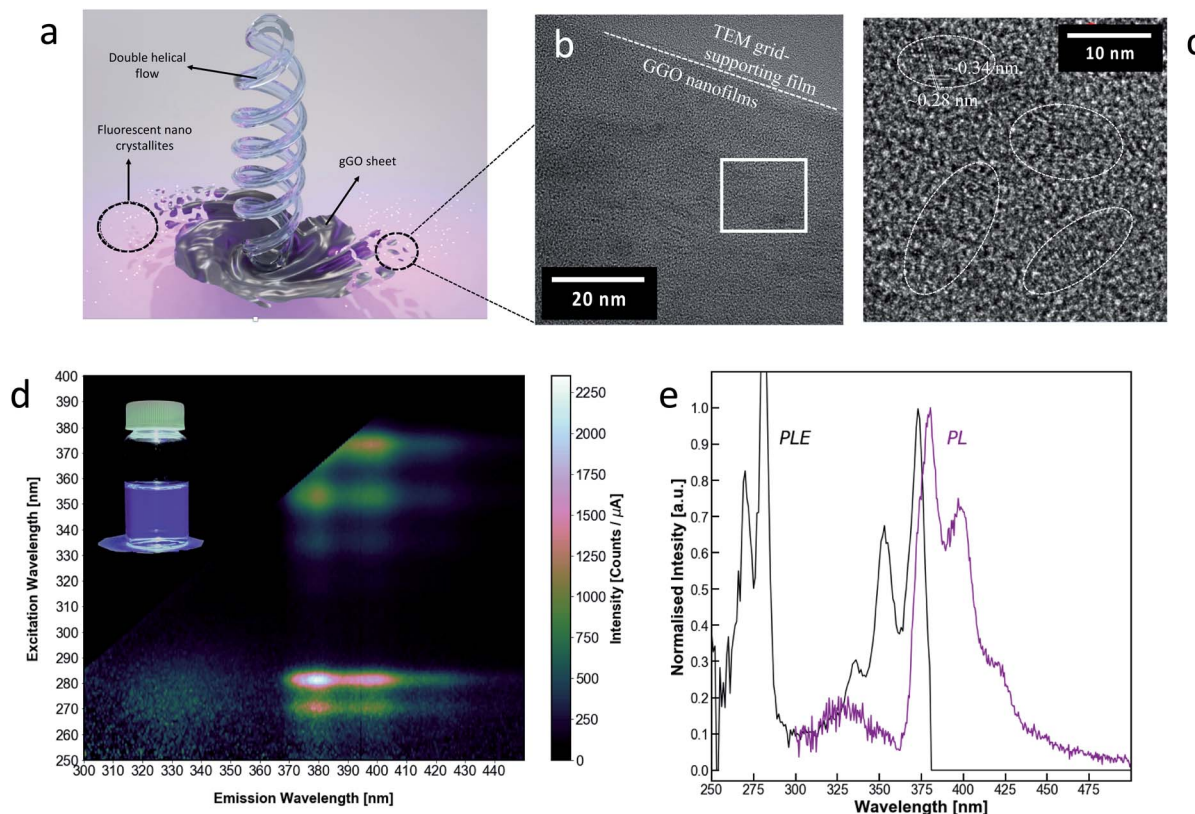 a
Double helical
flow
Fluorescent nano
crystallites
gGO sheet
b
TEM grid-
supporting film
GGO nanofilms
20 nm
10 nm
~0.34 nm
~0.28 nm
d
400
390
380
370
360
350
340
330
320
310
300
290
280
270
260
250
Excitation Wavelength [nm]
300
310
320
330
340
350
360
370
380
390
400
410
420
430
440
Emission Wavelength [nm]
2250
2000
1750
1500
1250
1000
750
500
250
0
Intensity [Counts / μA]
e
PLE
PL
1.0
0.9
0.8
0.7
0.6
0.5
0.4
0.3
0.2
0.1
0.0
Normalised Intesity [a.u.]
250
275
300
325
350
375
400
425
450
475
Wavelength [nm]